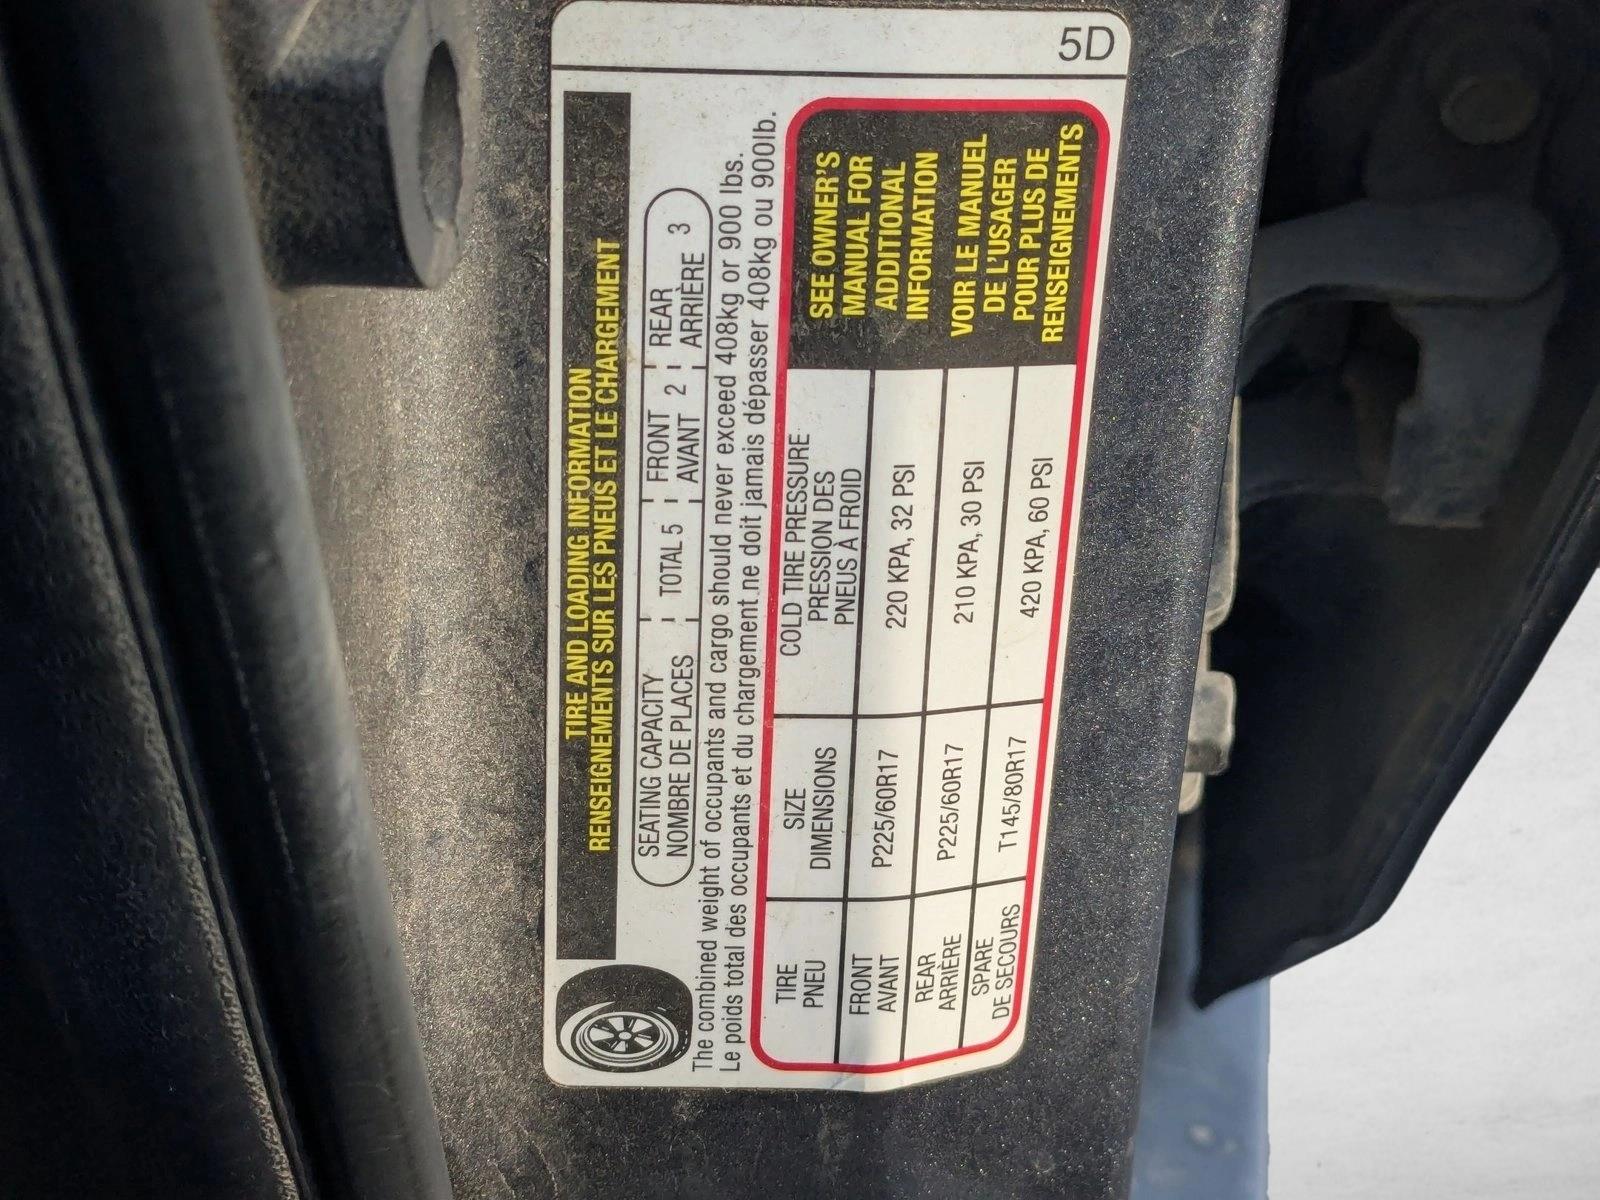 5D
TIRE AND LOADING INFORMATION
RENSEIGNEMENTS SUR LES PNEUS ET LE CHARGEMENT
SEATING CAPACITY
NOMBRE DE PLACES
TOTAL 5
FRONT
AVANT 2
REAR
ARRIÈRE 3
The combined weight of occupants and cargo should never exceed 408kg or 900 lbs.
Le poids total des occupants et du chargement ne doit jamais dépasser 408kg ou 900lb.
TIRE
PNEU
SIZE
DIMENSIONS
COLD TIRE PRESSURE
PRESSION DES
PNEUS À FROID
FRONT
AVANT
P225/60R17
220 KPA, 32 PSI
REAR
ARRIÈRE
P225/60R17
210 KPA, 30 PSI
SPARE
DE SECOURS
T145/80R17
420 KPA, 60 PSI
SEE OWNER'S
MANUAL FOR
ADDITIONAL
INFORMATION
VOIR LE MANUEL
DE L'USAGER
POUR PLUS DE
RENSEIGNEMENTS